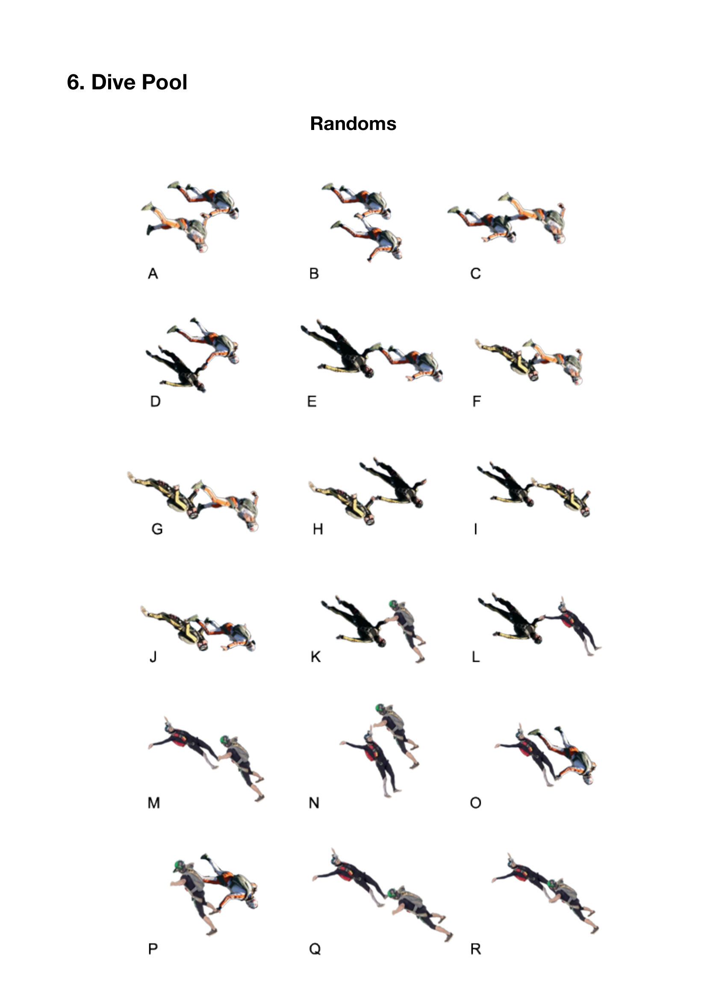 6. Dive Pool
Randoms
A B C
D E F
G H I
J K L
M N O
P Q R